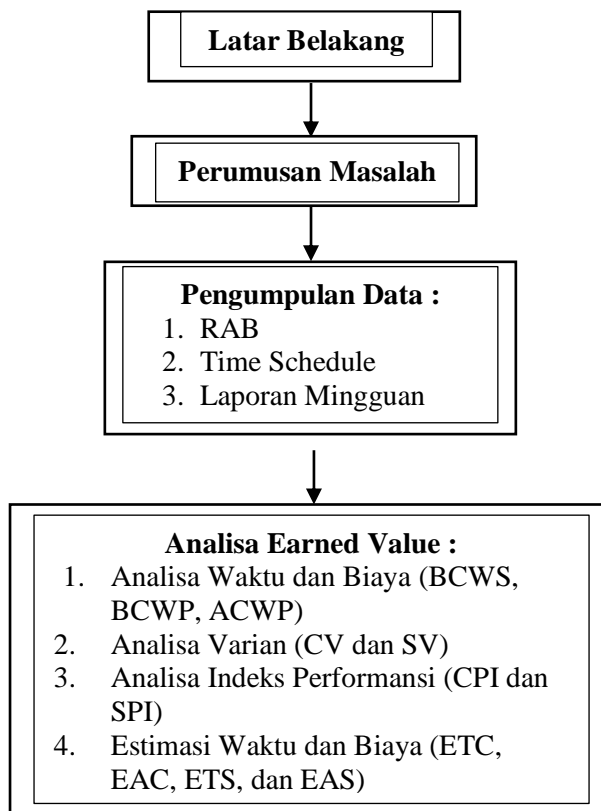 Latar Belakang
Perumusan Masalah
Pengumpulan Data :
1. RAB
2. Time Schedule
3. Laporan Mingguan
Analisa Earned Value :
1. Analisa Waktu dan Biaya (BCWS,
BCWP, ACWP)
2. Analisa Varian (CV dan SV)
3. Analisa Indeks Performansi (CPI dan
SPI)
4. Estimasi Waktu dan Biaya (ETC,
EAC, ETS, dan EAS)